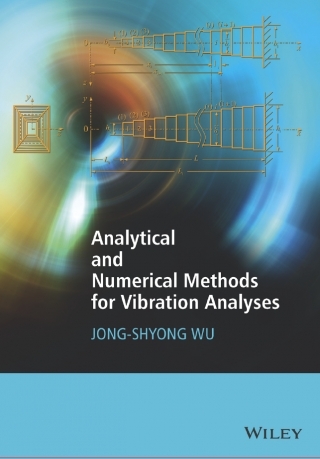 Analytical
and
Numerical Methods
for Vibration Analyses
JONG-SHYONG WU
WILEY